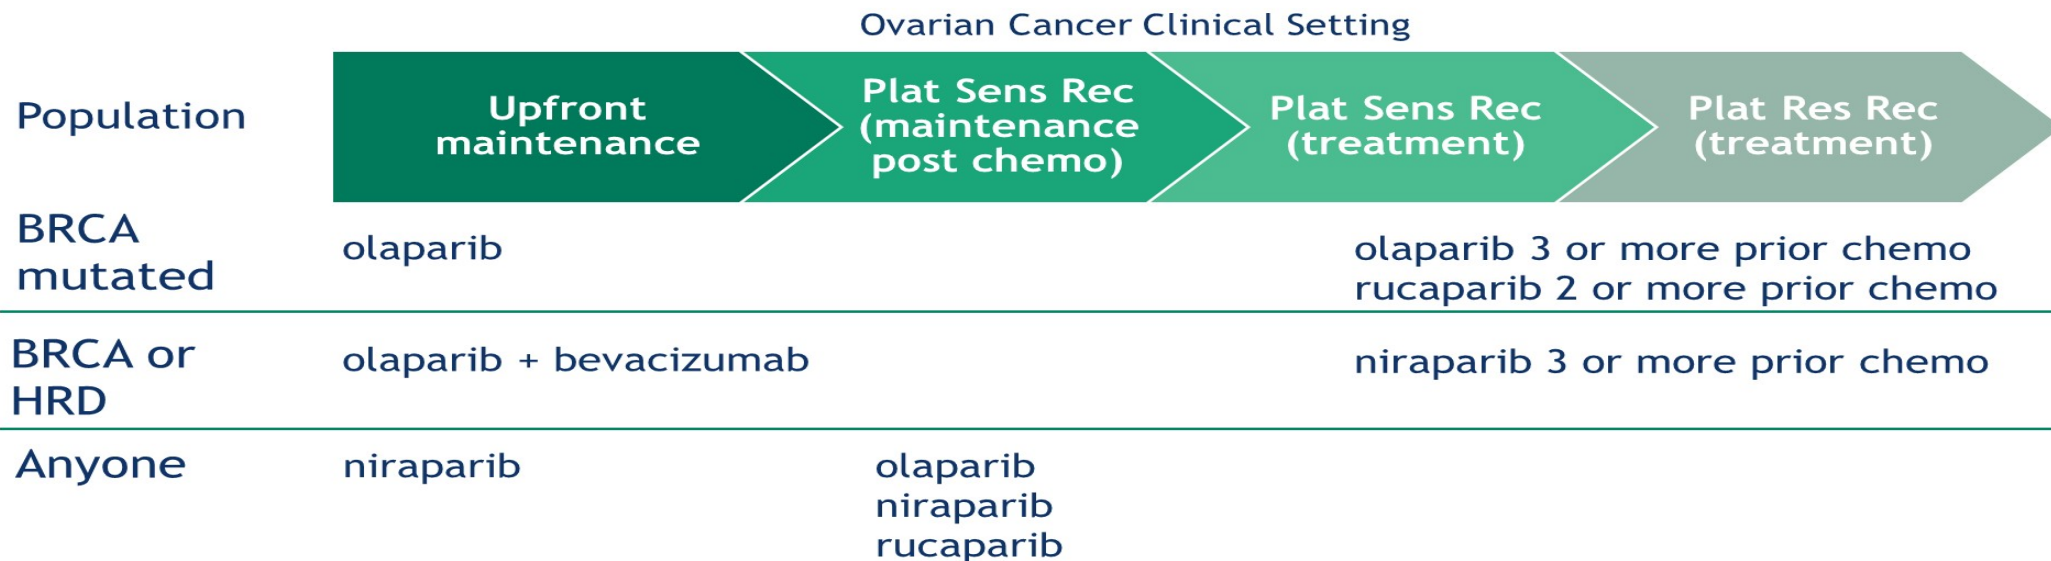 Ovarian Cancer Clinical Setting
Population
Upfront
maintenance
Plat Sens Rec
(maintenance
post chemo)
Plat Sens Rec
(treatment)
Plat Res Rec
(treatment)
BRCA
mutated
olaparib
olaparib 3 or more prior chemo
rucaparib 2 or more prior chemo
BRCA or
HRD
olaparib + bevacizumab
niraparib 3 or more prior chemo
Anyone
niraparib
olaparib
niraparib
rucaparib